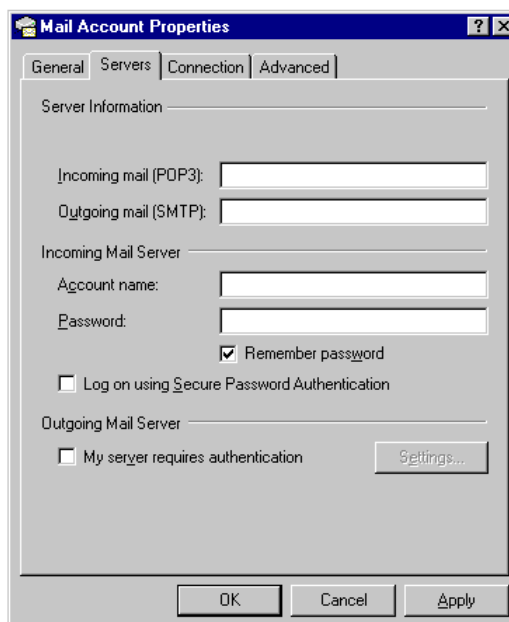 Mail Account Properties
General Servers Connection Advanced
Server Information
Incoming mail (POP3):
Outgoing mail (SMTP):
Incoming Mail Server
Account name:
Password:
Remember password
Log on using Secure Password Authentication
Outgoing Mail Server
My server requires authentication Settings...
OK Cancel Apply